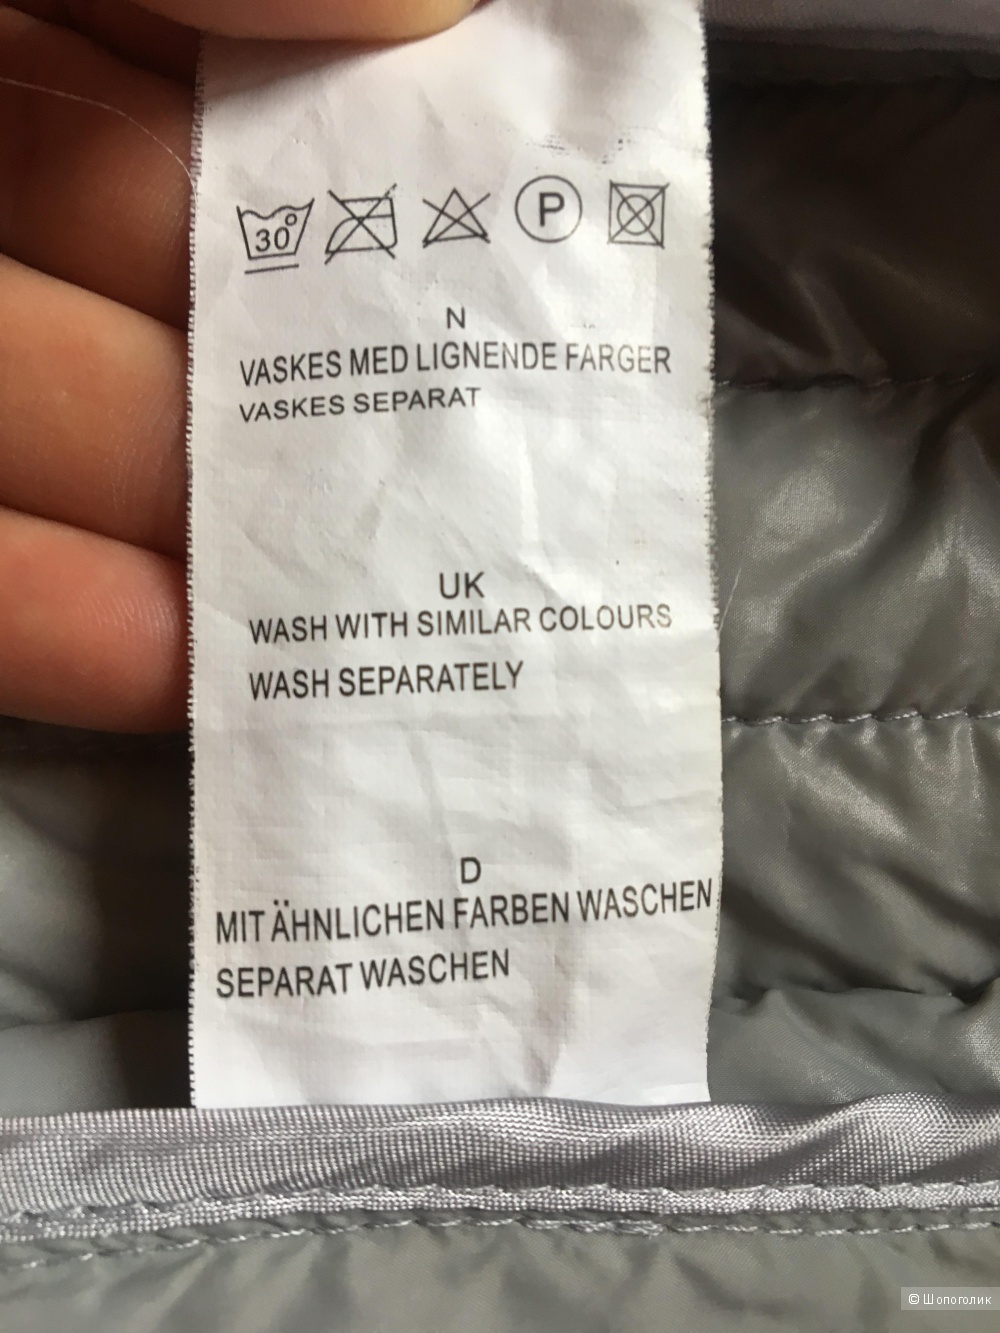 30°
P
N
VASKES MED LIGNENDE FARGER
VASKES SEPARAT
UK
WASH WITH SIMILAR COLOURS
WASH SEPARATELY
D
MIT ÄHNLICHEN FARBEN WASCHEN
SEPARAT WASCHEN
© Шопоголик